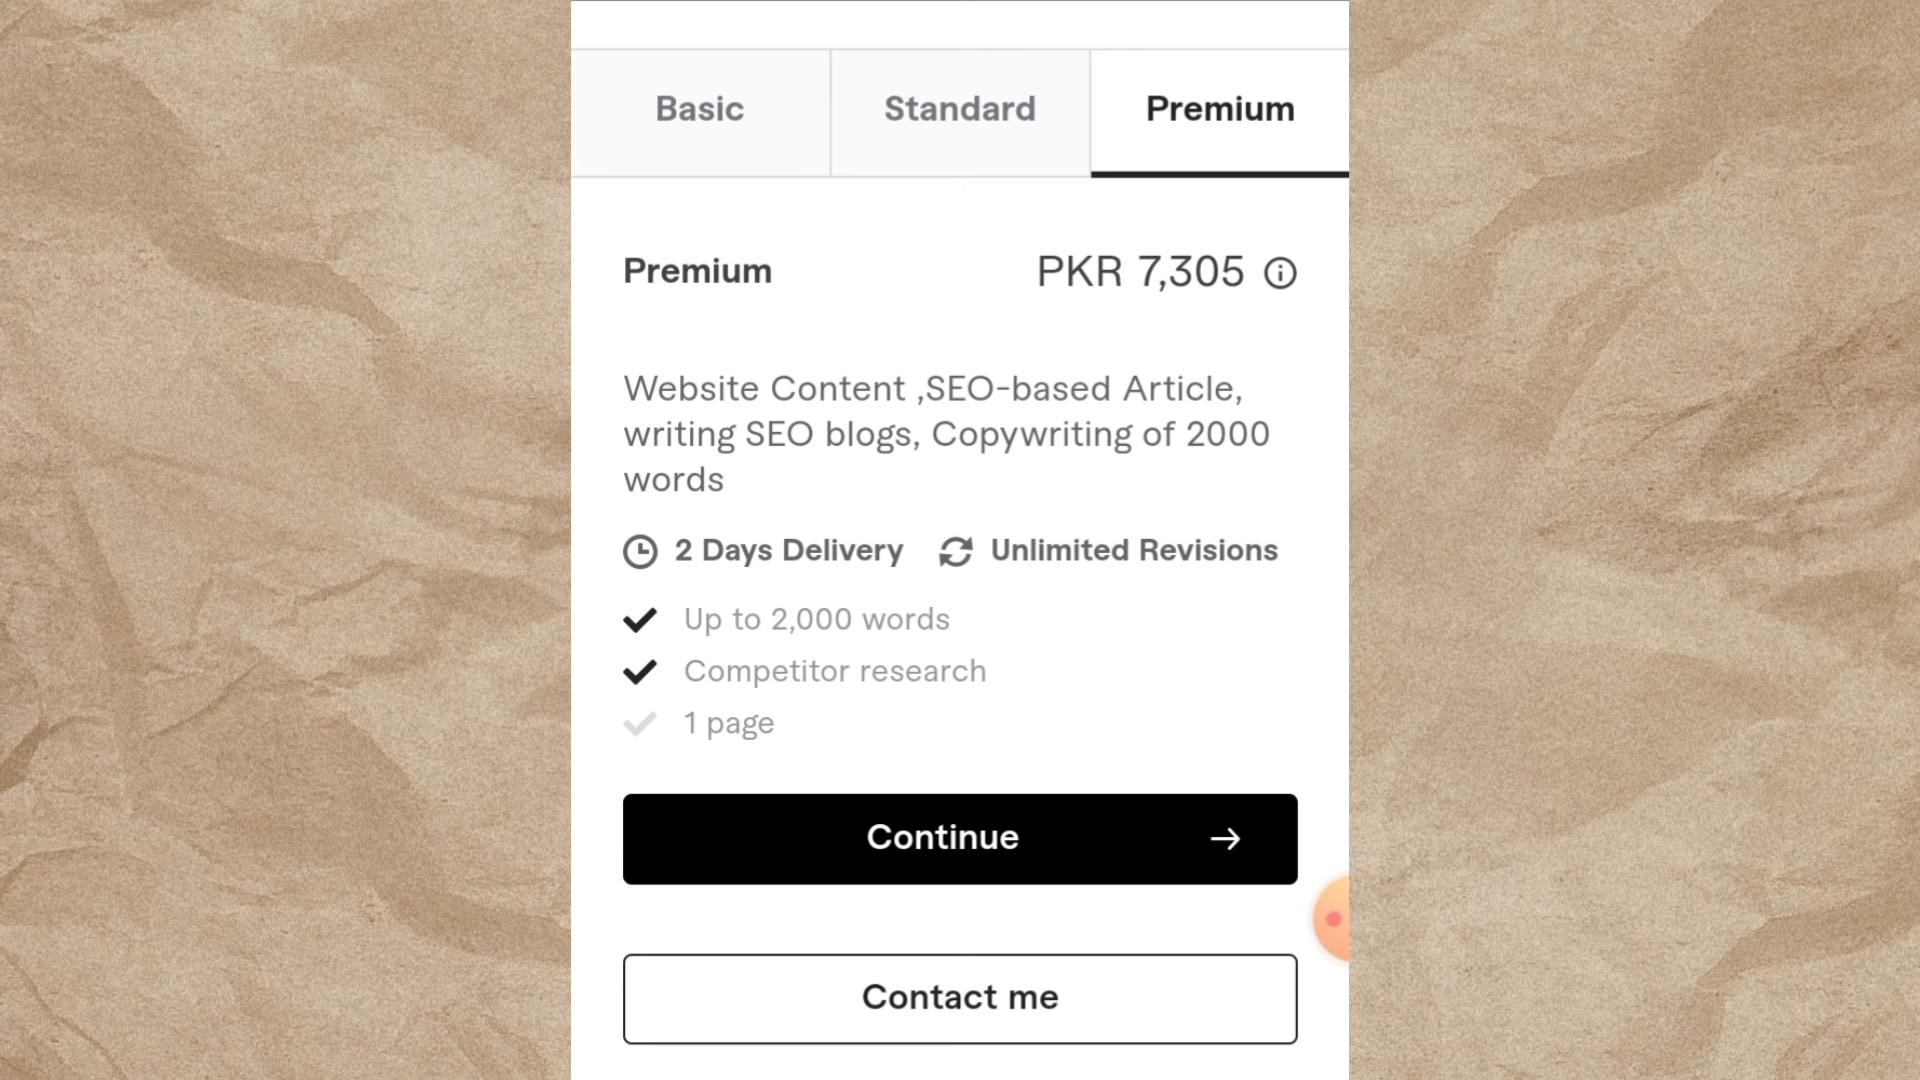 Basic
Standard
Premium
Premium
PKR 7,305
Website Content ,SEO-based Article,
writing SEO blogs, Copywriting of 2000
words
2 Days Delivery
Unlimited Revisions
Up to 2,000 words
Competitor research
1 page
Continue
Contact me